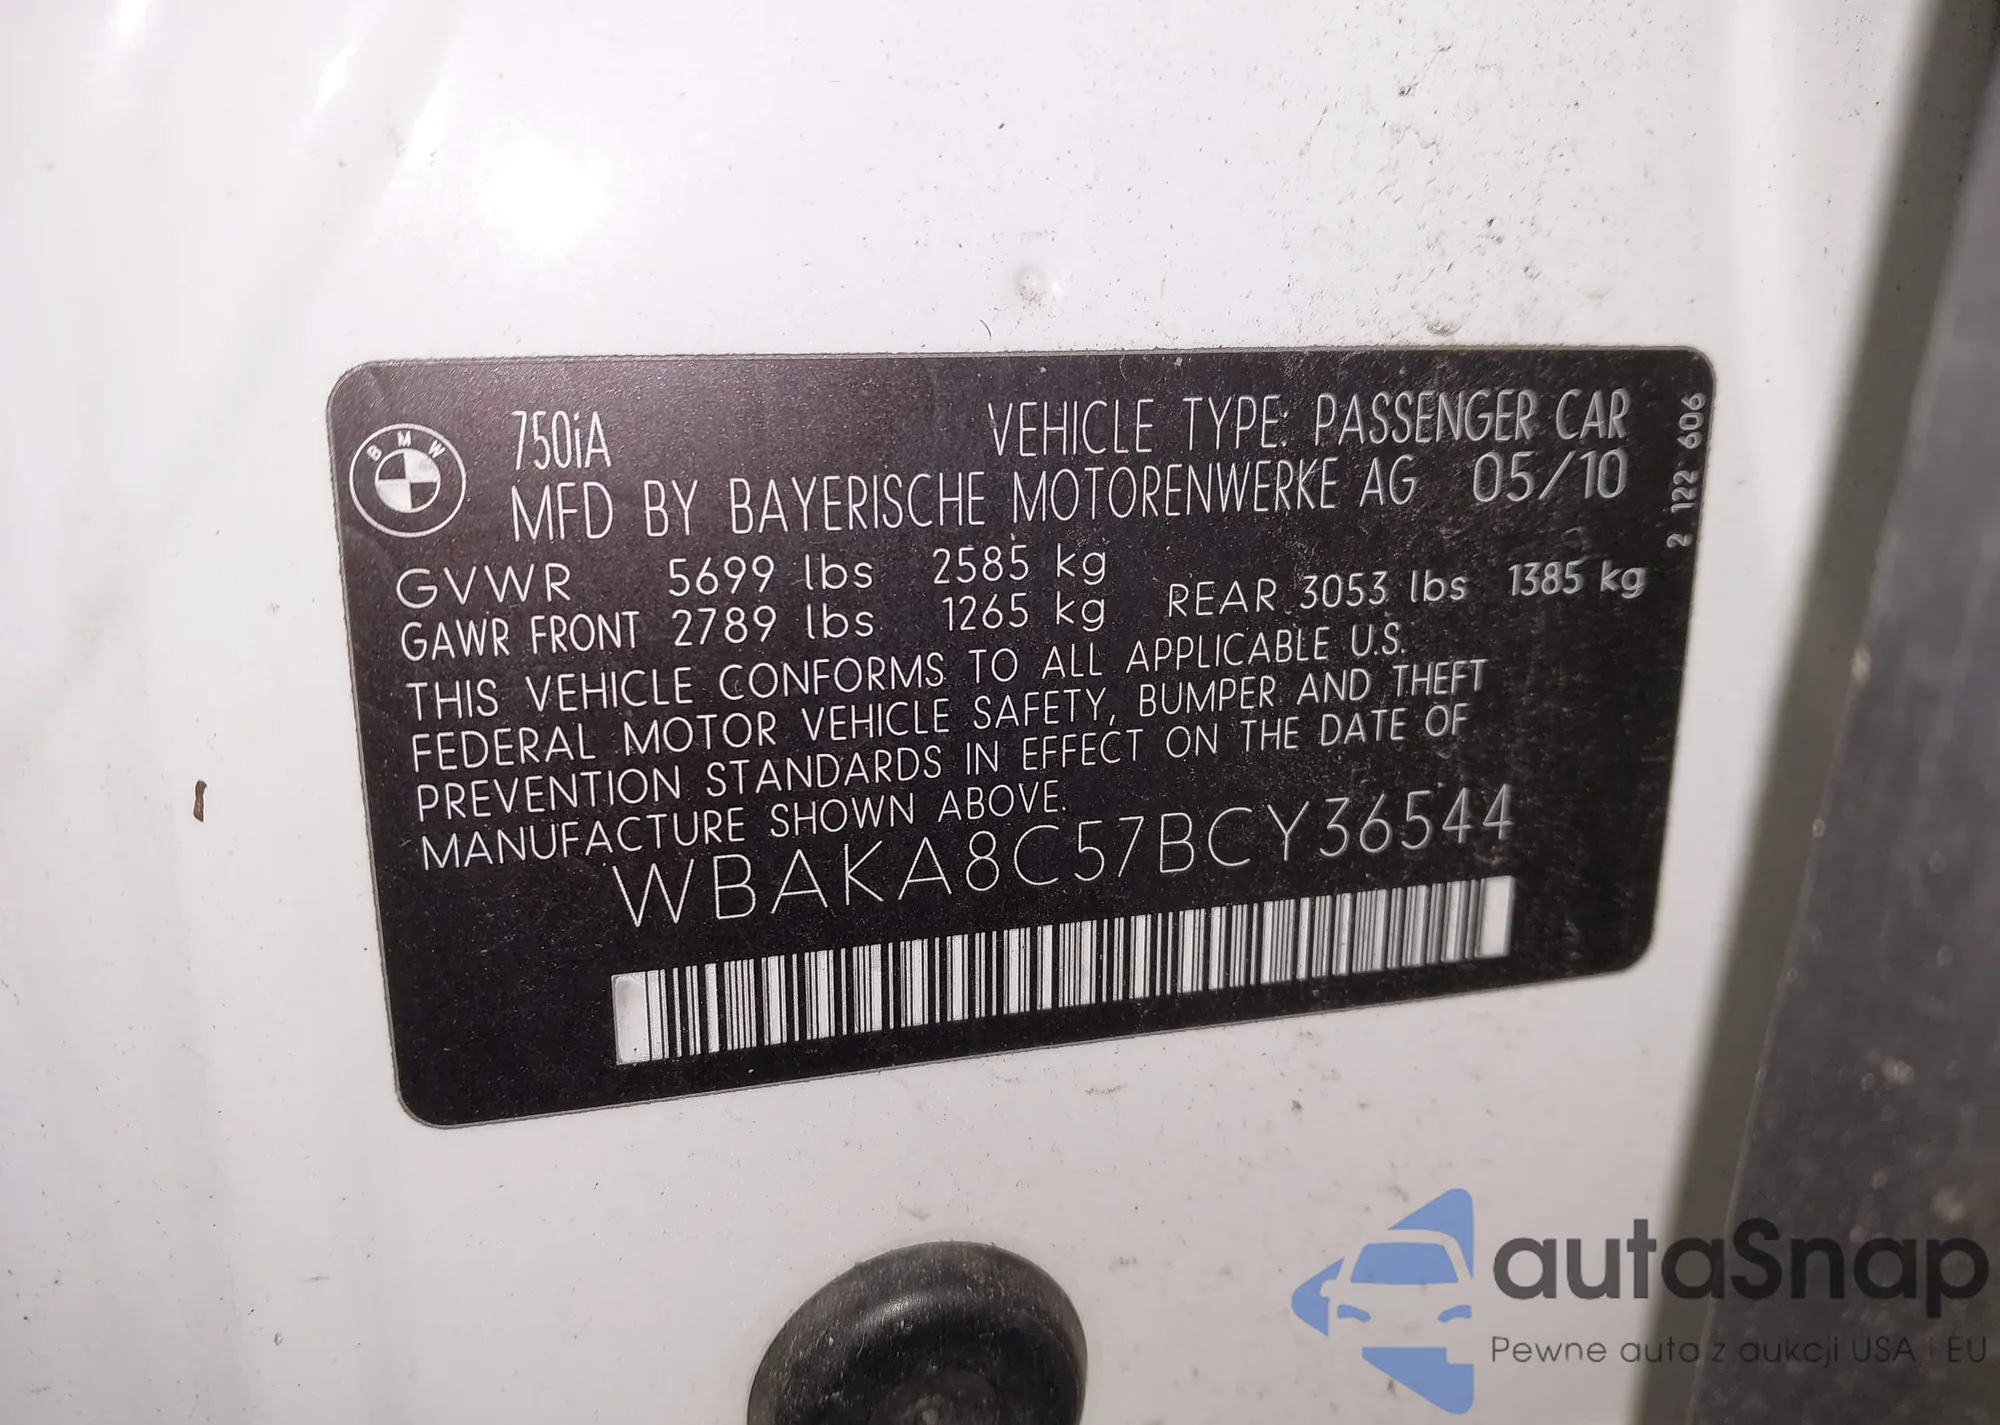 BMW
750iA VEHICLE TYPE: PASSENGER CAR
MFD BY BAYERISCHE MOTORENWERKE AG 05/10
GVWR 5699 lbs 2585 kg
GAWR FRONT 2789 lbs 1265 kg REAR 3053 lbs 1385 kg
THIS VEHICLE CONFORMS TO ALL APPLICABLE U.S.
FEDERAL MOTOR VEHICLE SAFETY, BUMPER AND THEFT
PREVENTION STANDARDS IN EFFECT ON THE DATE OF
MANUFACTURE SHOWN ABOVE.
WBAKA8C57BCY36544
2 122 606
autaSnap
Pewne auta z aukcji USA i EU